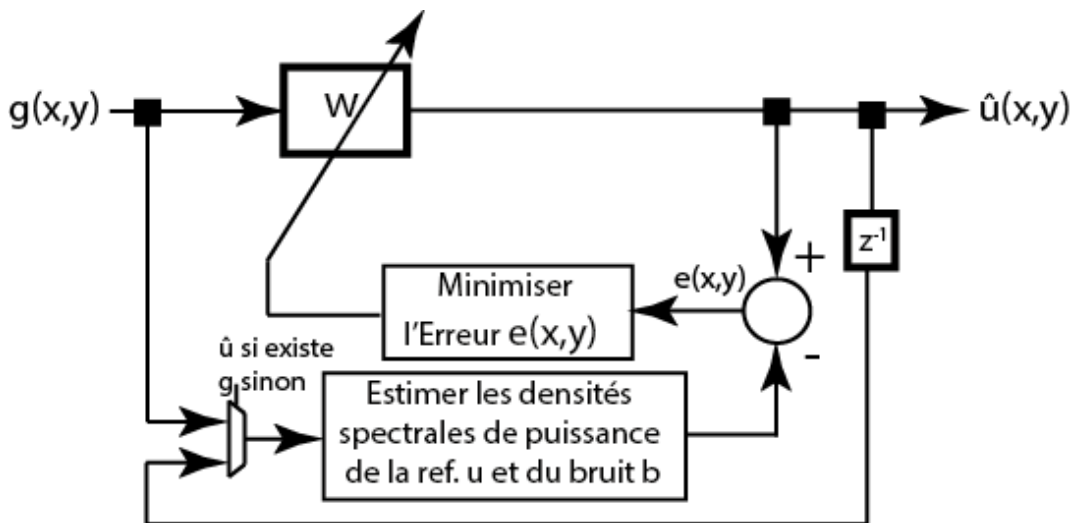 g(x,y)
W
û(x,y)
z⁻¹
+
e(x,y)
Minimiser
l'Erreur e(x,y)
-
û si existe
g sinon
Estimer les densités
spectrales de puissance
de la ref. u et du bruit b